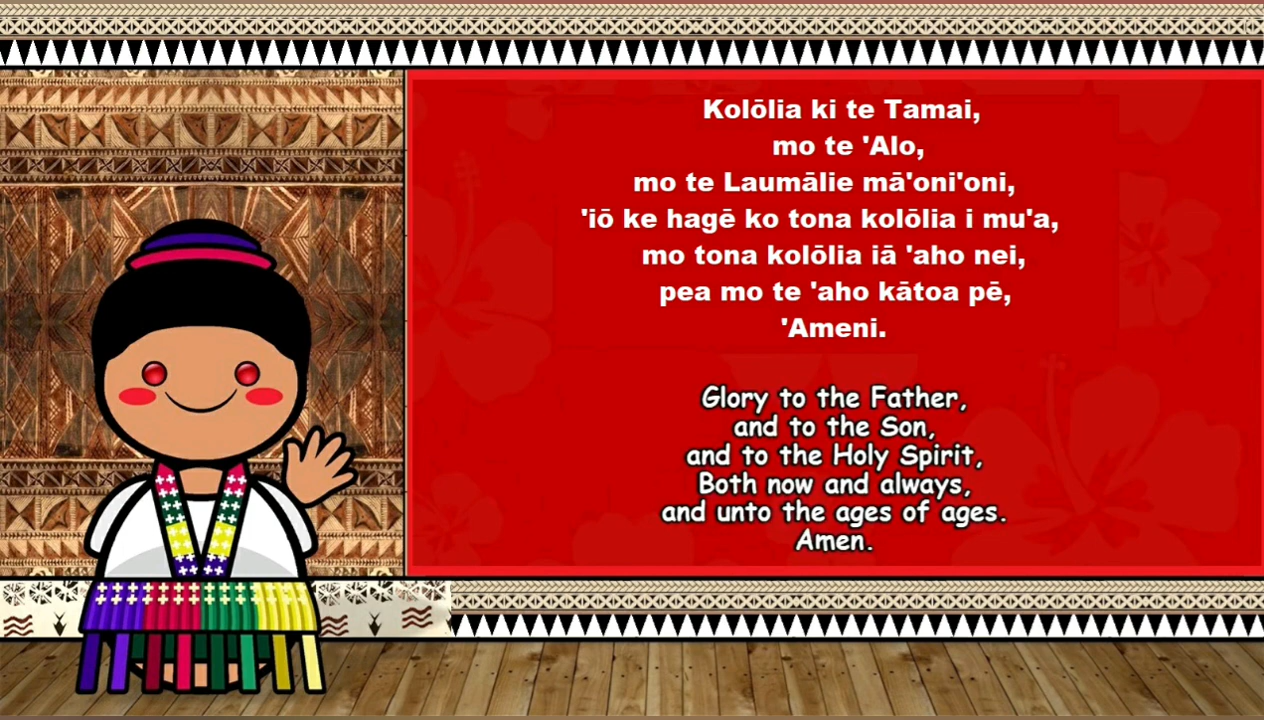 Kolōlia ki te Tamai,
mo te 'Alo,
mo te Laumālie mā'oni'oni,
'iō ke hagē ko tona kolōlia i mu'a,
mo tona kolōlia iā 'aho nei,
pea mo te 'aho kātoa pē,
'Ameni.
Glory to the Father,
and to the Son,
and to the Holy Spirit,
Both now and always,
and unto the ages of ages.
Amen.